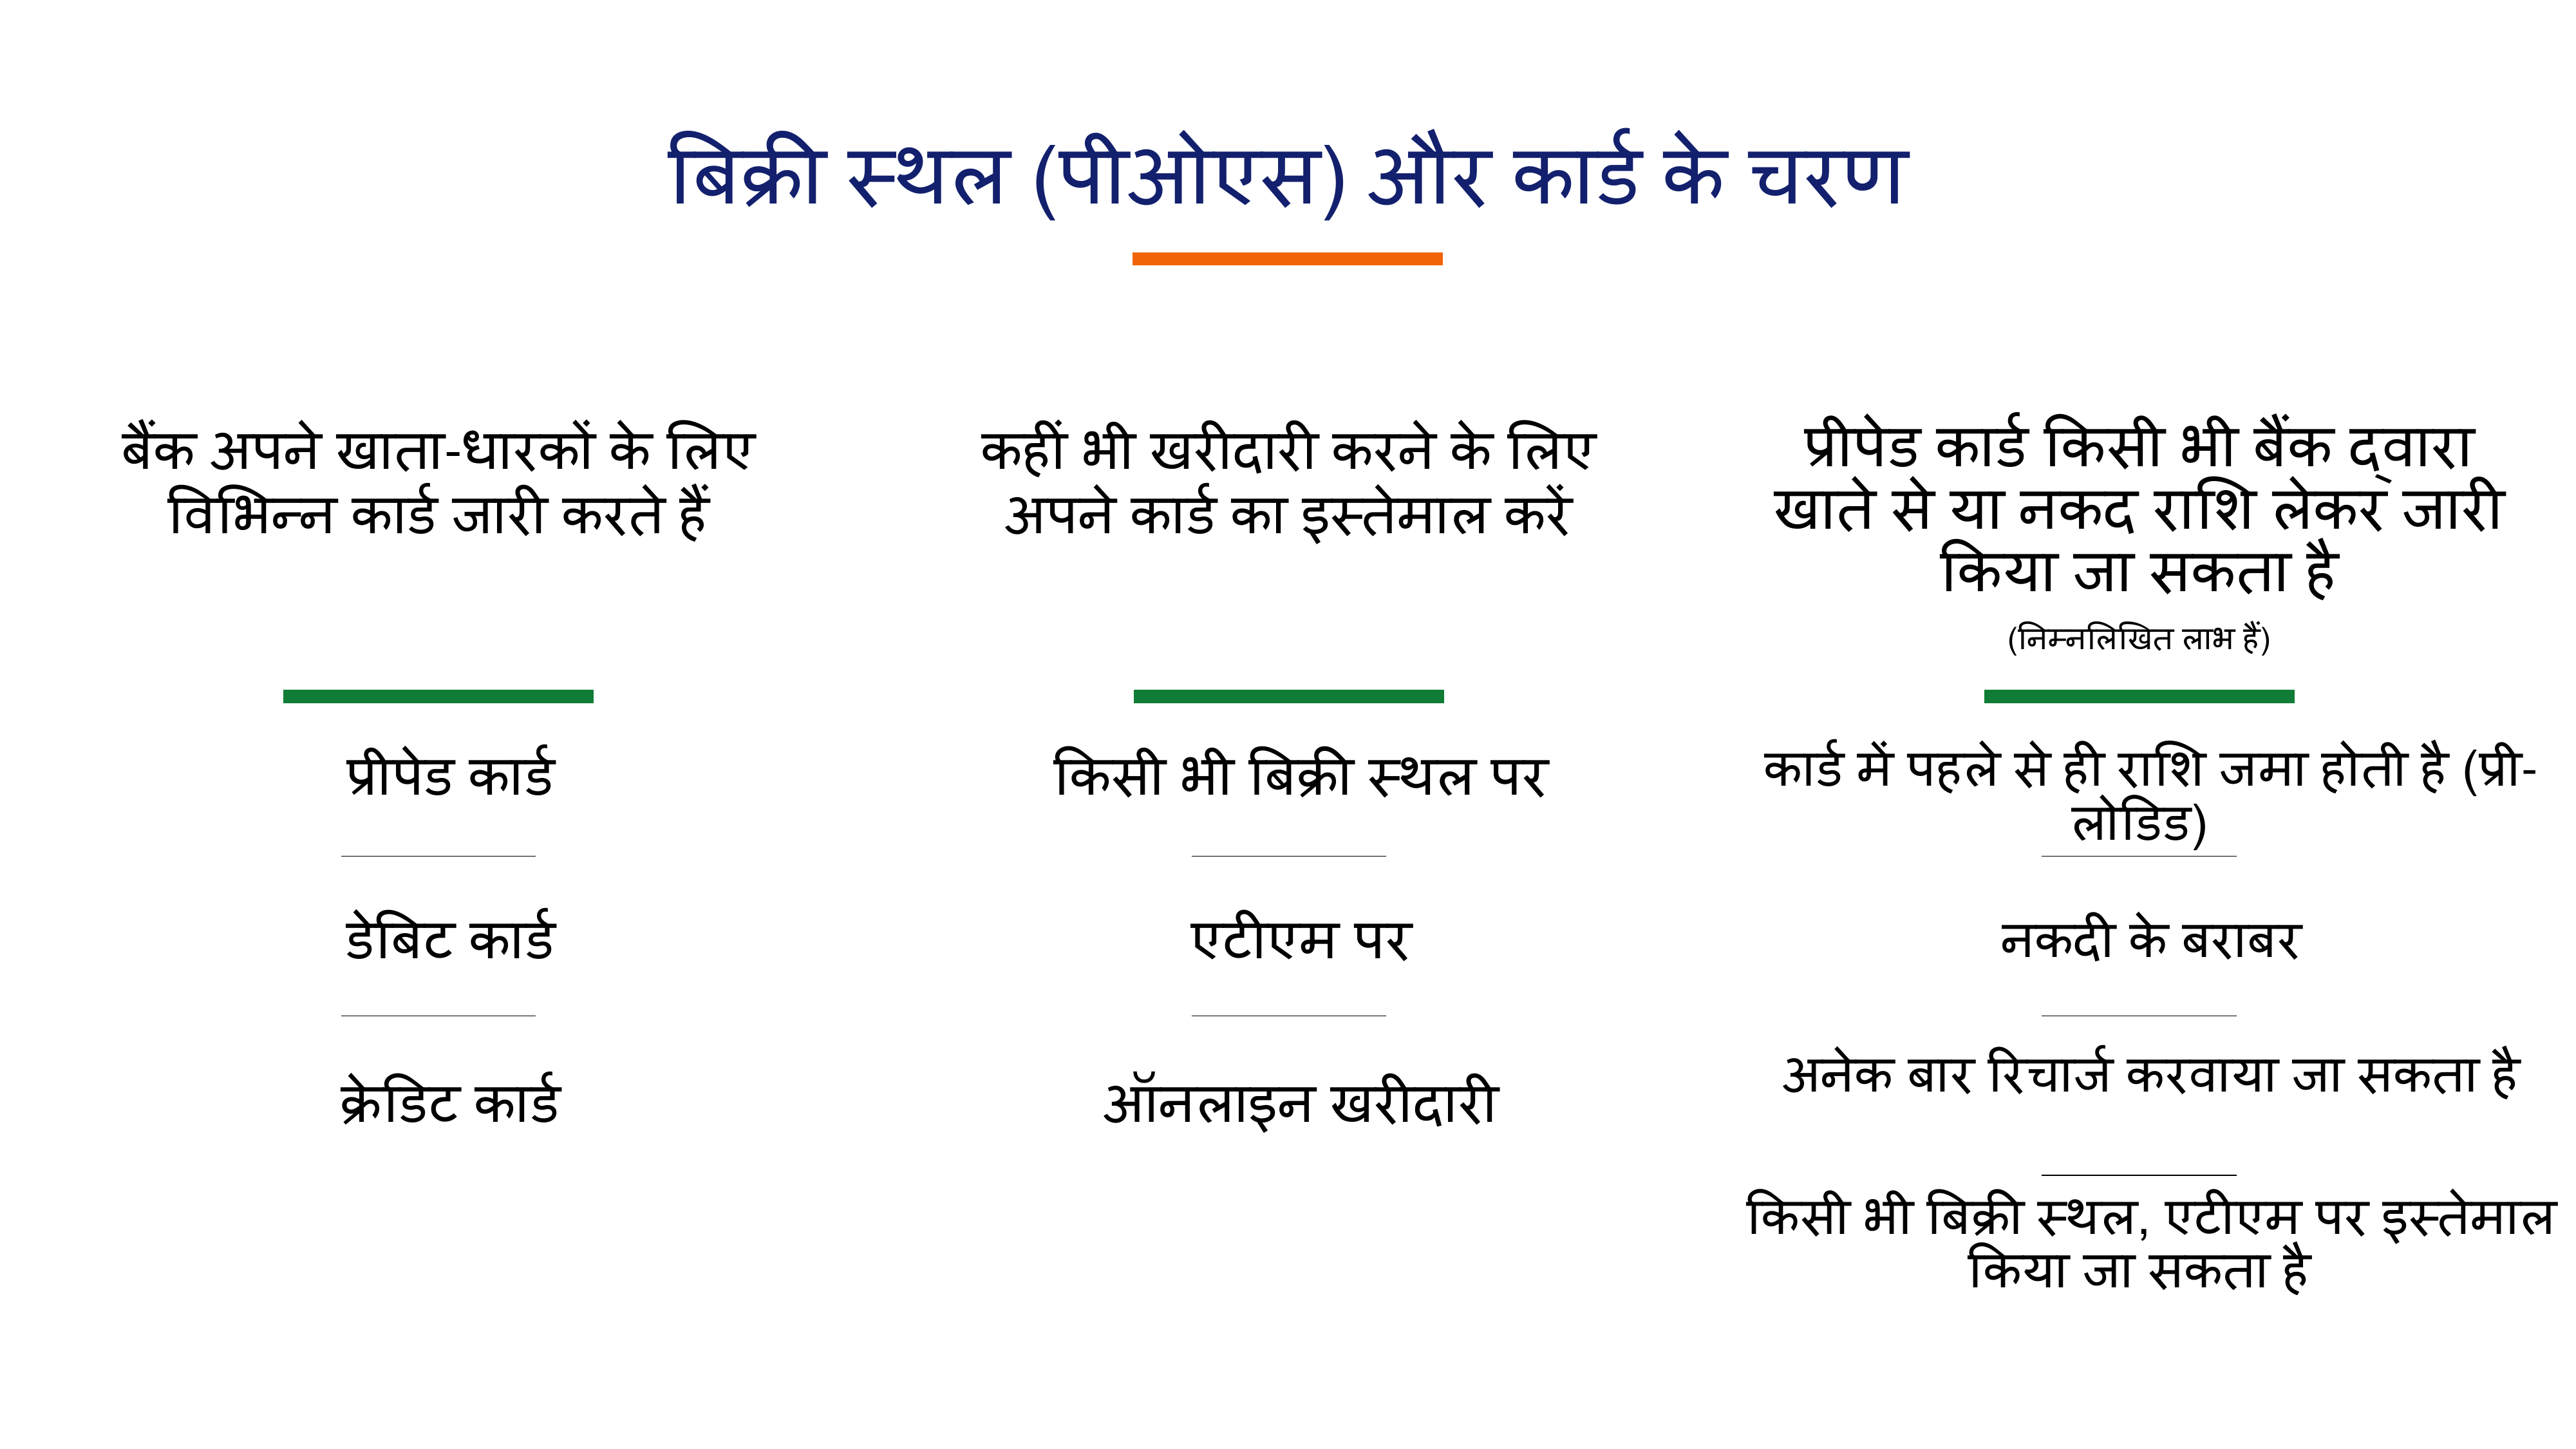 बिक्री स्थल (पीओएस) और कार्ड के चरण
बैंक अपने खाता-धारकों के लिए
विभिन्न कार्ड जारी करते हैं
प्रीपेड कार्ड
डेबिट कार्ड
क्रेडिट कार्ड
कहीं भी खरीदारी करने के लिए
अपने कार्ड का इस्तेमाल करें
किसी भी बिक्री स्थल पर
एटीएम पर
ऑनलाइन खरीदारी
प्रीपेड कार्ड किसी भी बैंक द्वारा
खाते से या नकद राशि लेकर जारी
किया जा सकता है
(निम्नलिखित लाभ हैं)
कार्ड में पहले से ही राशि जमा होती है (प्री-
लोडिड)
नकदी के बराबर
अनेक बार रिचार्ज करवाया जा सकता है
किसी भी बिक्री स्थल, एटीएम पर इस्तेमाल
किया जा सकता है